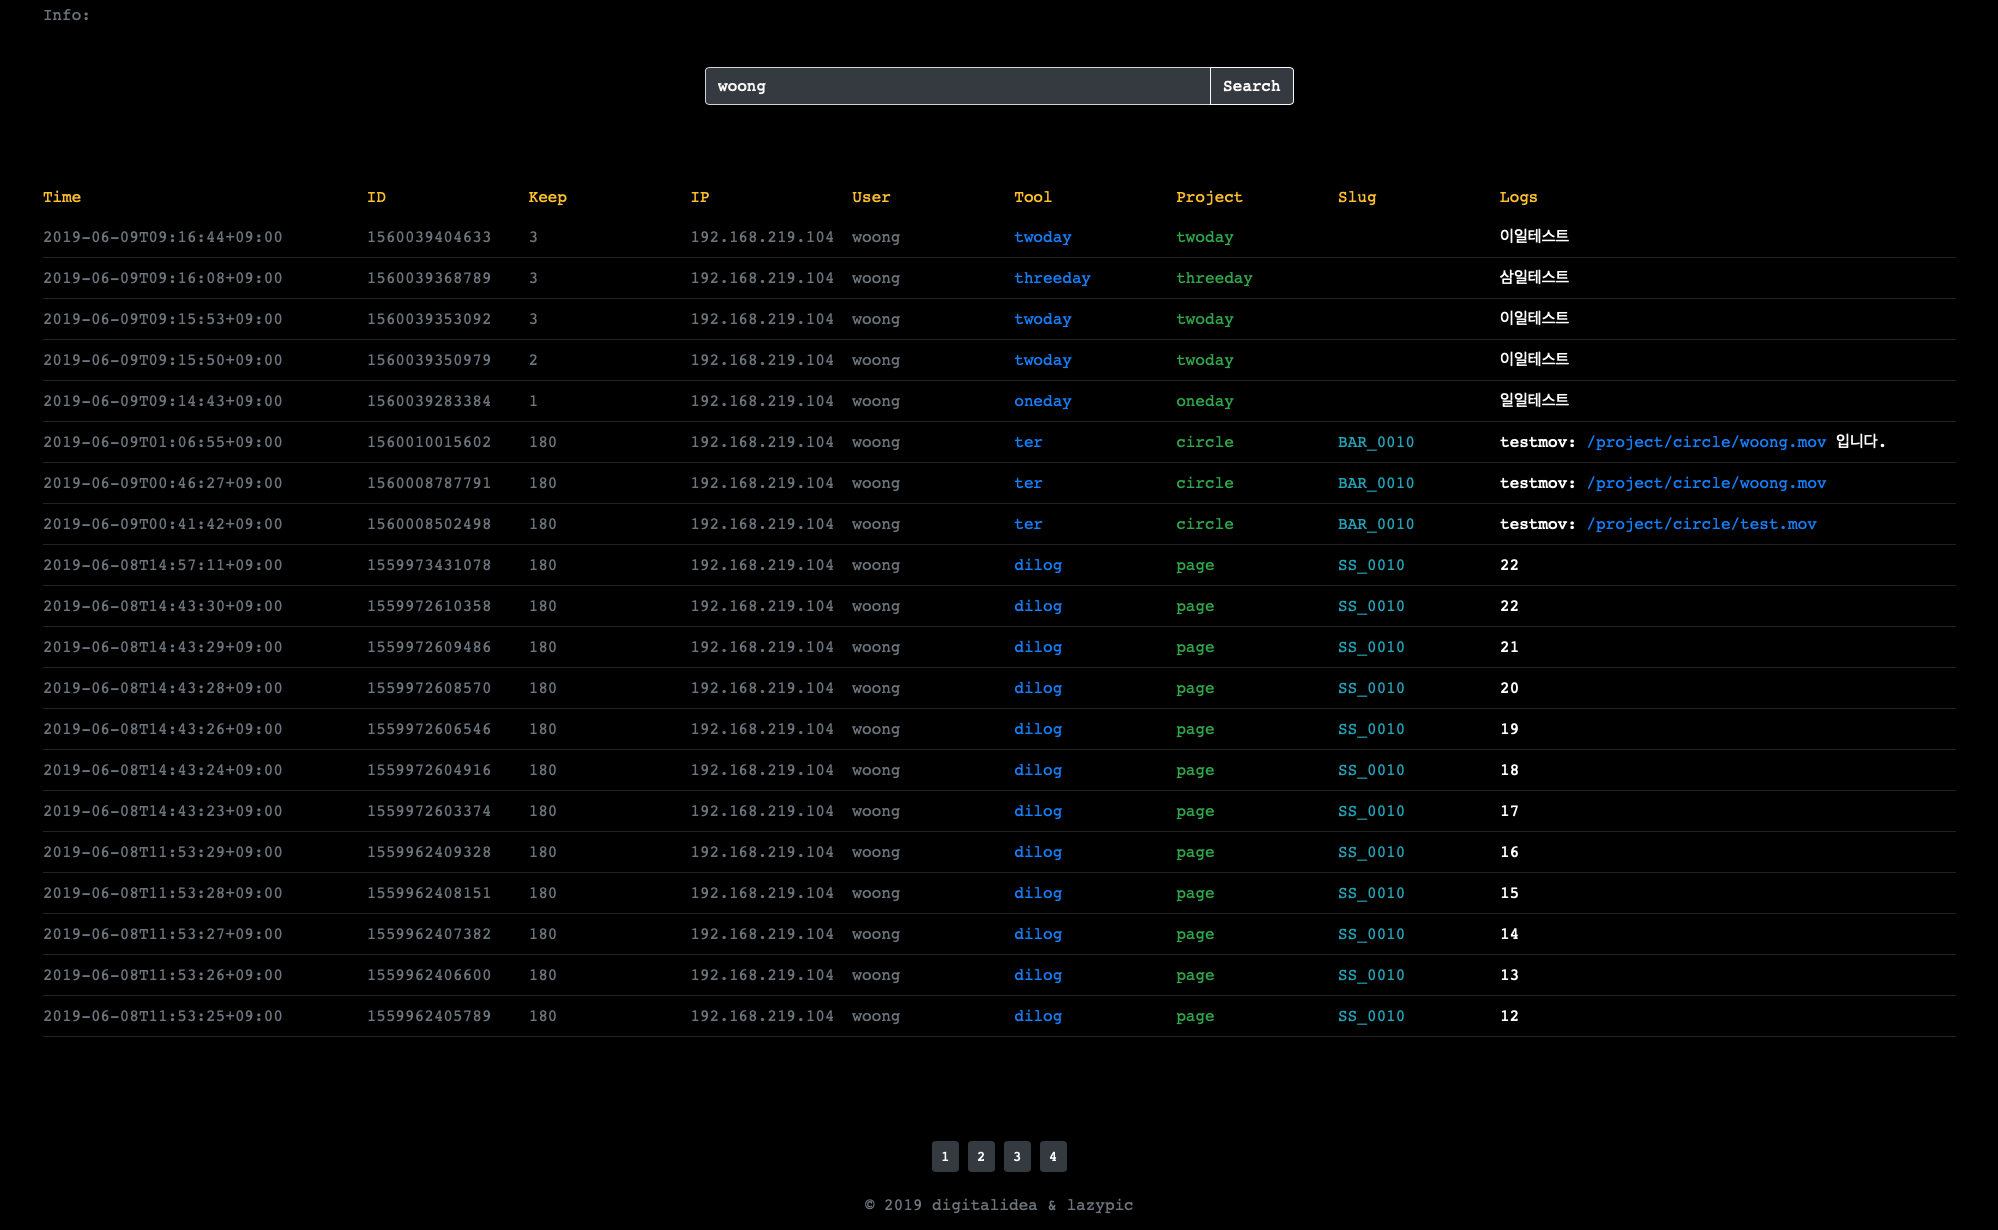 Info:
woong Search
Time ID Keep IP User Tool Project Slug Logs
2019-06-09T09:16:44+09:00 1560039404633 3 192.168.219.104 woong twoday twoday 이일테스트
2019-06-09T09:16:08+09:00 1560039368789 3 192.168.219.104 woong threeday threeday 삼일테스트
2019-06-09T09:15:53+09:00 1560039353092 3 192.168.219.104 woong twoday twoday 이일테스트
2019-06-09T09:15:50+09:00 1560039350979 2 192.168.219.104 woong twoday twoday 이일테스트
2019-06-09T09:14:43+09:00 1560039283384 1 192.168.219.104 woong oneday oneday 일일테스트
2019-06-09T01:06:55+09:00 1560010015602 180 192.168.219.104 woong ter circle BAR_0010 testmov: /project/circle/woong.mov 입니다.
2019-06-09T00:46:27+09:00 1560008787791 180 192.168.219.104 woong ter circle BAR_0010 testmov: /project/circle/woong.mov
2019-06-09T00:41:42+09:00 1560008502498 180 192.168.219.104 woong ter circle BAR_0010 testmov: /project/circle/test.mov
2019-06-08T14:57:11+09:00 1559973431078 180 192.168.219.104 woong dilog page SS_0010 22
2019-06-08T14:43:30+09:00 1559972610358 180 192.168.219.104 woong dilog page SS_0010 22
2019-06-08T14:43:29+09:00 1559972609486 180 192.168.219.104 woong dilog page SS_0010 21
2019-06-08T14:43:28+09:00 1559972608570 180 192.168.219.104 woong dilog page SS_0010 20
2019-06-08T14:43:26+09:00 1559972606546 180 192.168.219.104 woong dilog page SS_0010 19
2019-06-08T14:43:24+09:00 1559972604916 180 192.168.219.104 woong dilog page SS_0010 18
2019-06-08T14:43:23+09:00 1559972603374 180 192.168.219.104 woong dilog page SS_0010 17
2019-06-08T11:53:29+09:00 1559962409328 180 192.168.219.104 woong dilog page SS_0010 16
2019-06-08T11:53:28+09:00 1559962408151 180 192.168.219.104 woong dilog page SS_0010 15
2019-06-08T11:53:27+09:00 1559962407382 180 192.168.219.104 woong dilog page SS_0010 14
2019-06-08T11:53:26+09:00 1559962406600 180 192.168.219.104 woong dilog page SS_0010 13
2019-06-08T11:53:25+09:00 1559962405789 180 192.168.219.104 woong dilog page SS_0010 12
1 2 3 4
© 2019 digitalidea & lazypic